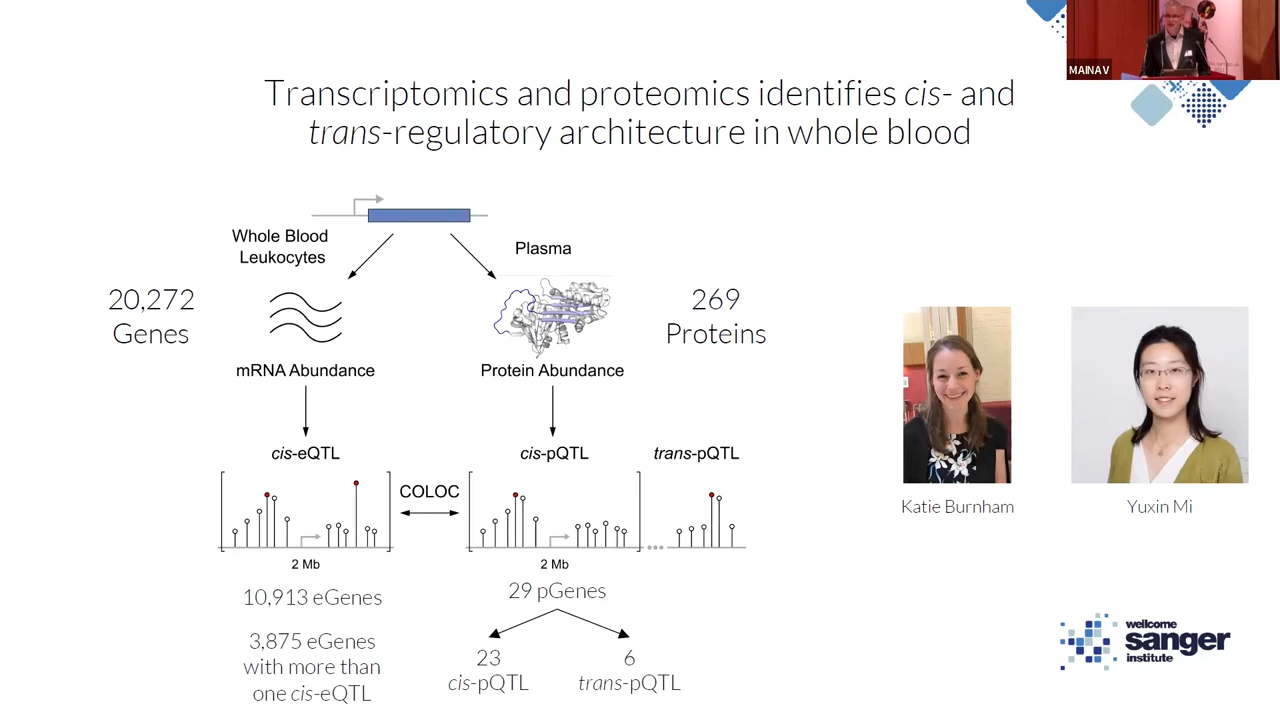 MAINAV
Transcriptomics and proteomics identifies cis- and
trans-regulatory architecture in whole blood
Whole Blood
Leukocytes
Plasma
20,272
Genes
269
Proteins
mRNA Abundance
Protein Abundance
cis-eQTL
cis-pQTL
trans-pQTL
COLOC
2 Mb
2 Mb
10,913 eGenes
29 pGenes
3,875 eGenes
with more than
one cis-eQTL
23
cis-pQTL
6
trans-pQTL
Katie Burnham
Yuxin Mi
wellcome
sanger
institute